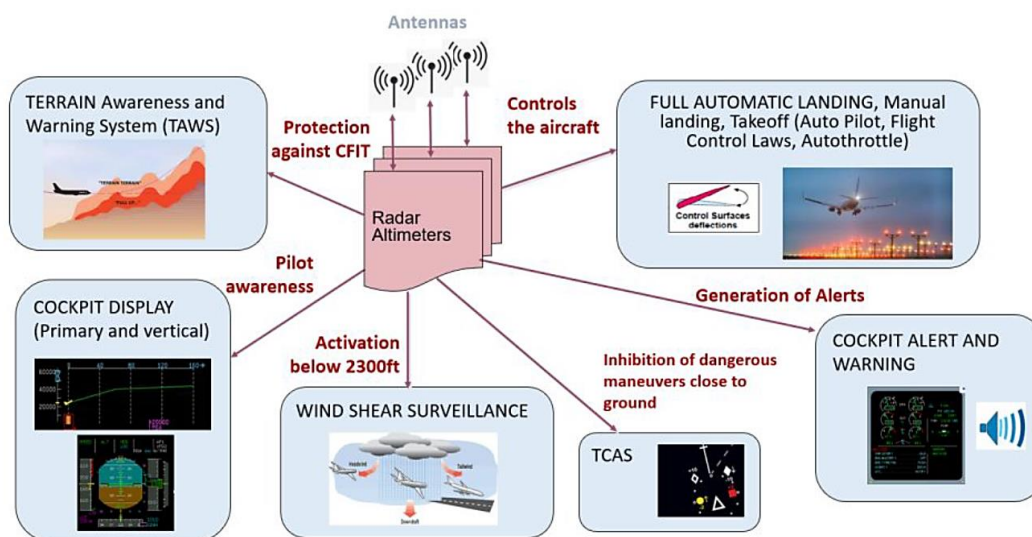 Antennas
TERRAIN Awareness and
Warning System (TAWS)
"TERRAIN TERRAIN"
Protection
against CFIT
Controls
the aircraft
FULL AUTOMATIC LANDING, Manual
landing, Takeoff (Auto Pilot, Flight
Control Laws, Autothrottle)
Control Surfaces
deflections
Radar
Altimeters
Pilot
awareness
COCKPIT DISPLAY
(Primary and vertical)
Activation
below 2300ft
WIND SHEAR SURVEILLANCE
Headwind
Tailwind
Downdraft
Inhibition of dangerous
maneuvers close to
ground
TCAS
Generation of Alerts
COCKPIT ALERT AND
WARNING